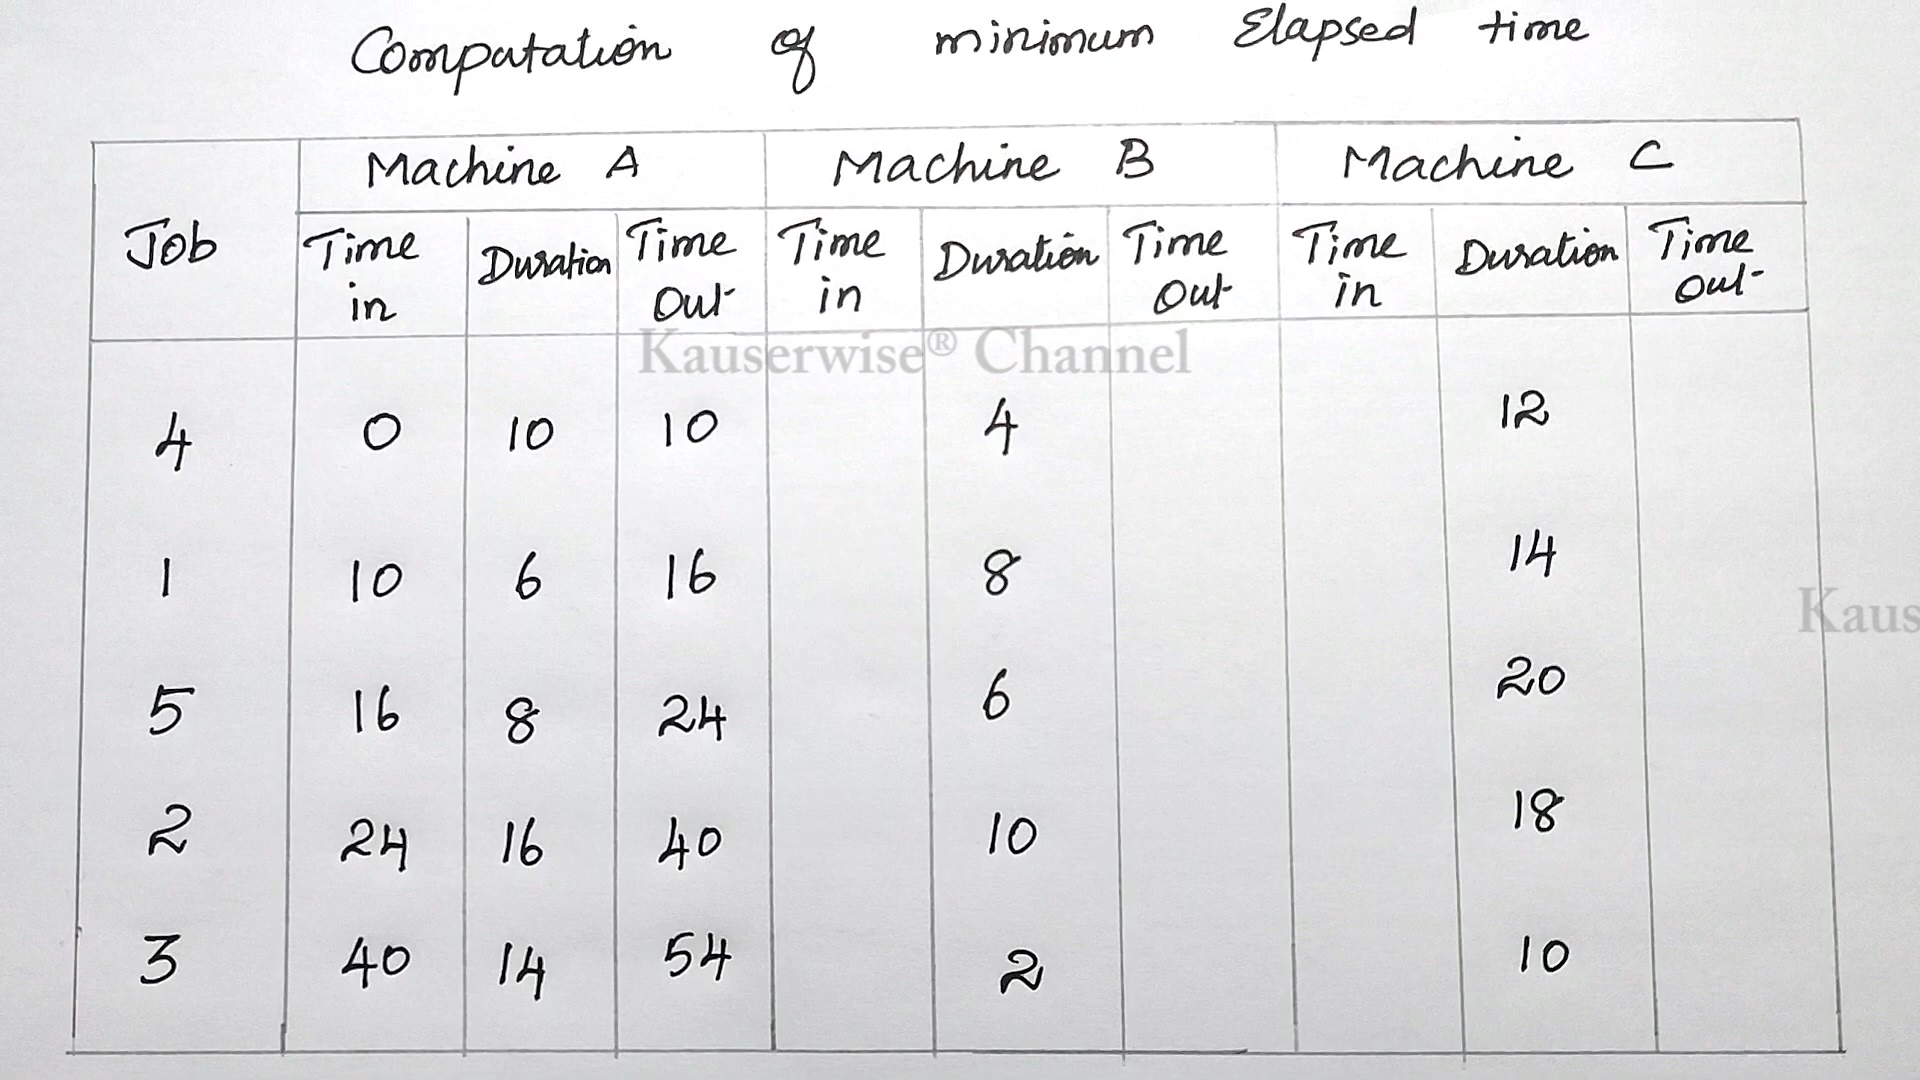 Computation of minimum Elapsed time
Machine A Machine B Machine C
Job Time in Duration Time Out Time in Duration Time Out Time in Duration Time Out
Kauserwise® Channel
4 0 10 10 4 12
1 10 6 16 8 14
Kaus
5 16 8 24 6 20
2 24 16 40 10 18
3 40 14 54 2 10